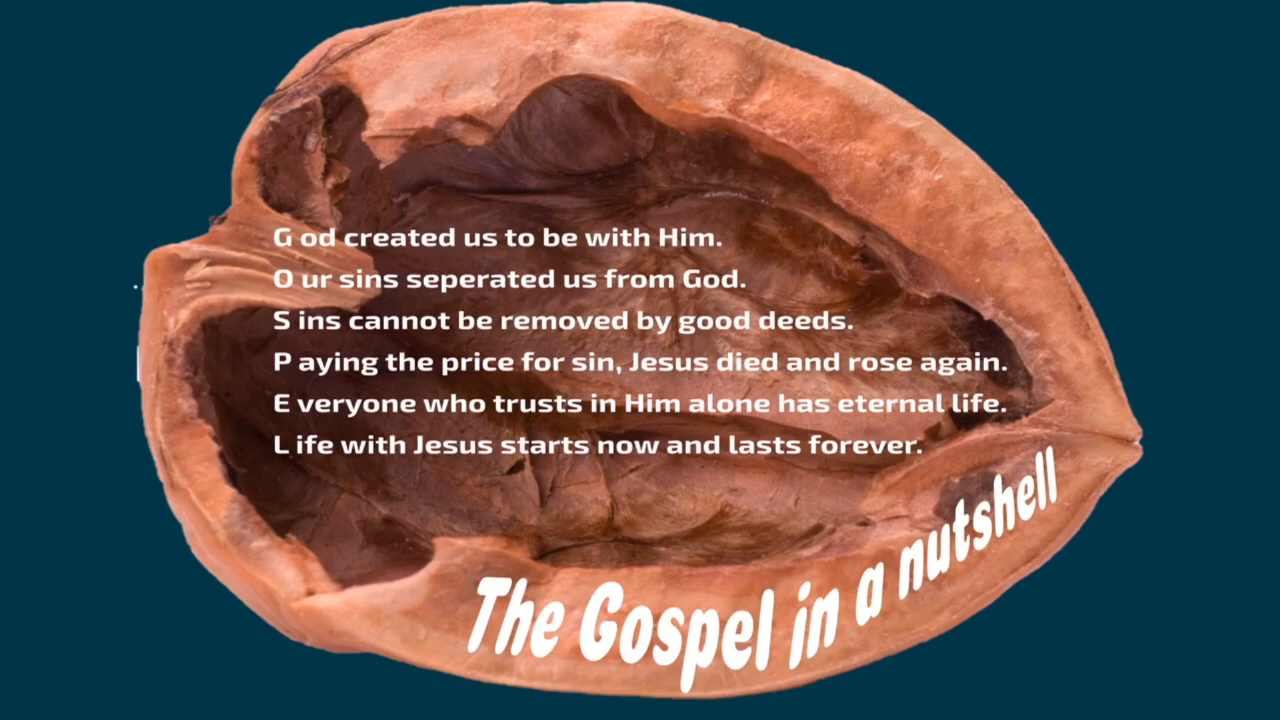 G od created us to be with Him.
O ur sins seperated us from God.
S ins cannot be removed by good deeds.
P aying the price for sin, Jesus died and rose again.
E veryone who trusts in Him alone has eternal life.
L ife with Jesus starts now and lasts forever.
The Gospel in a nutshell